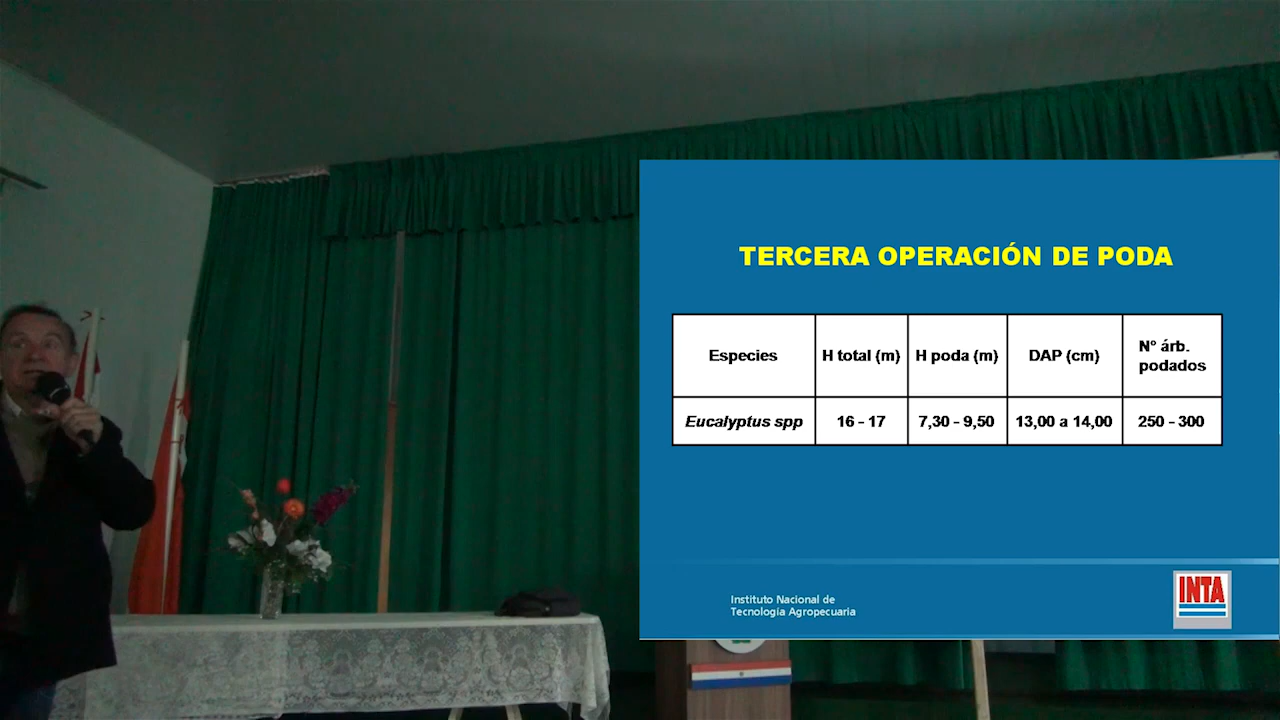 TERCERA OPERACIÓN DE PODA
Especies H total (m) H poda (m) DAP (cm) N° árb. podados
Eucalyptus spp 16 - 17 7,30 - 9,50 13,00 a 14,00 250 - 300
Instituto Nacional de
Tecnología Agropecuaria
INTA